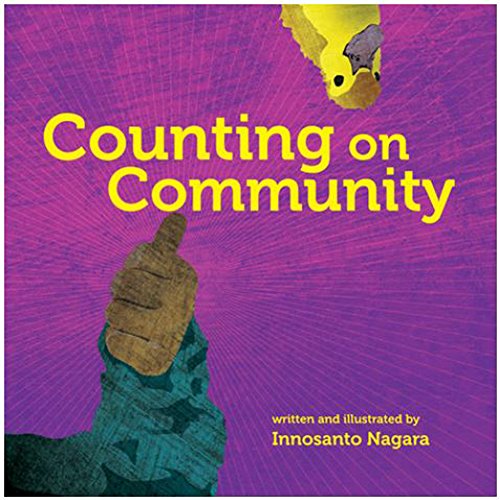 Counting on
Community
written and illustrated by
Innosanto Nagara